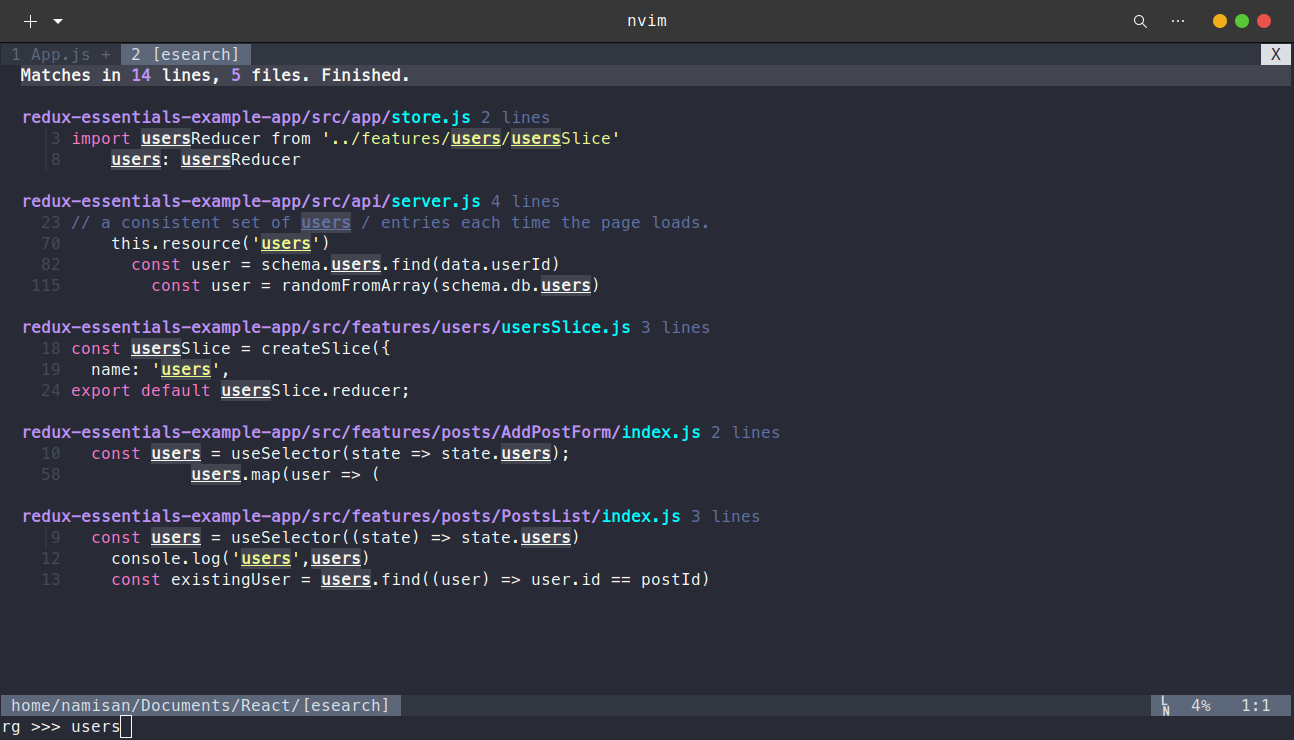 nvim
1 App.js + 2 [esearch] X
Matches in 14 lines, 5 files. Finished.
redux-essentials-example-app/src/app/store.js 2 lines
3 import usersReducer from '../features/users/usersSlice'
8 users: usersReducer
redux-essentials-example-app/src/api/server.js 4 lines
23 // a consistent set of users / entries each time the page loads.
70 this.resource('users')
82 const user = schema.users.find(data.userId)
115 const user = randomFromArray(schema.db.users)
redux-essentials-example-app/src/features/users/usersSlice.js 3 lines
18 const usersSlice = createSlice({
19 name: 'users',
24 export default usersSlice.reducer;
redux-essentials-example-app/src/features/posts/AddPostForm/index.js 2 lines
10 const users = useSelector(state => state.users);
58 users.map(user => (
redux-essentials-example-app/src/features/posts/PostsList/index.js 3 lines
9 const users = useSelector((state) => state.users)
12 console.log('users',users)
13 const existingUser = users.find((user) => user.id == postId)
home/namisan/Documents/React/[esearch] LN 4% 1:1
rg >>> users